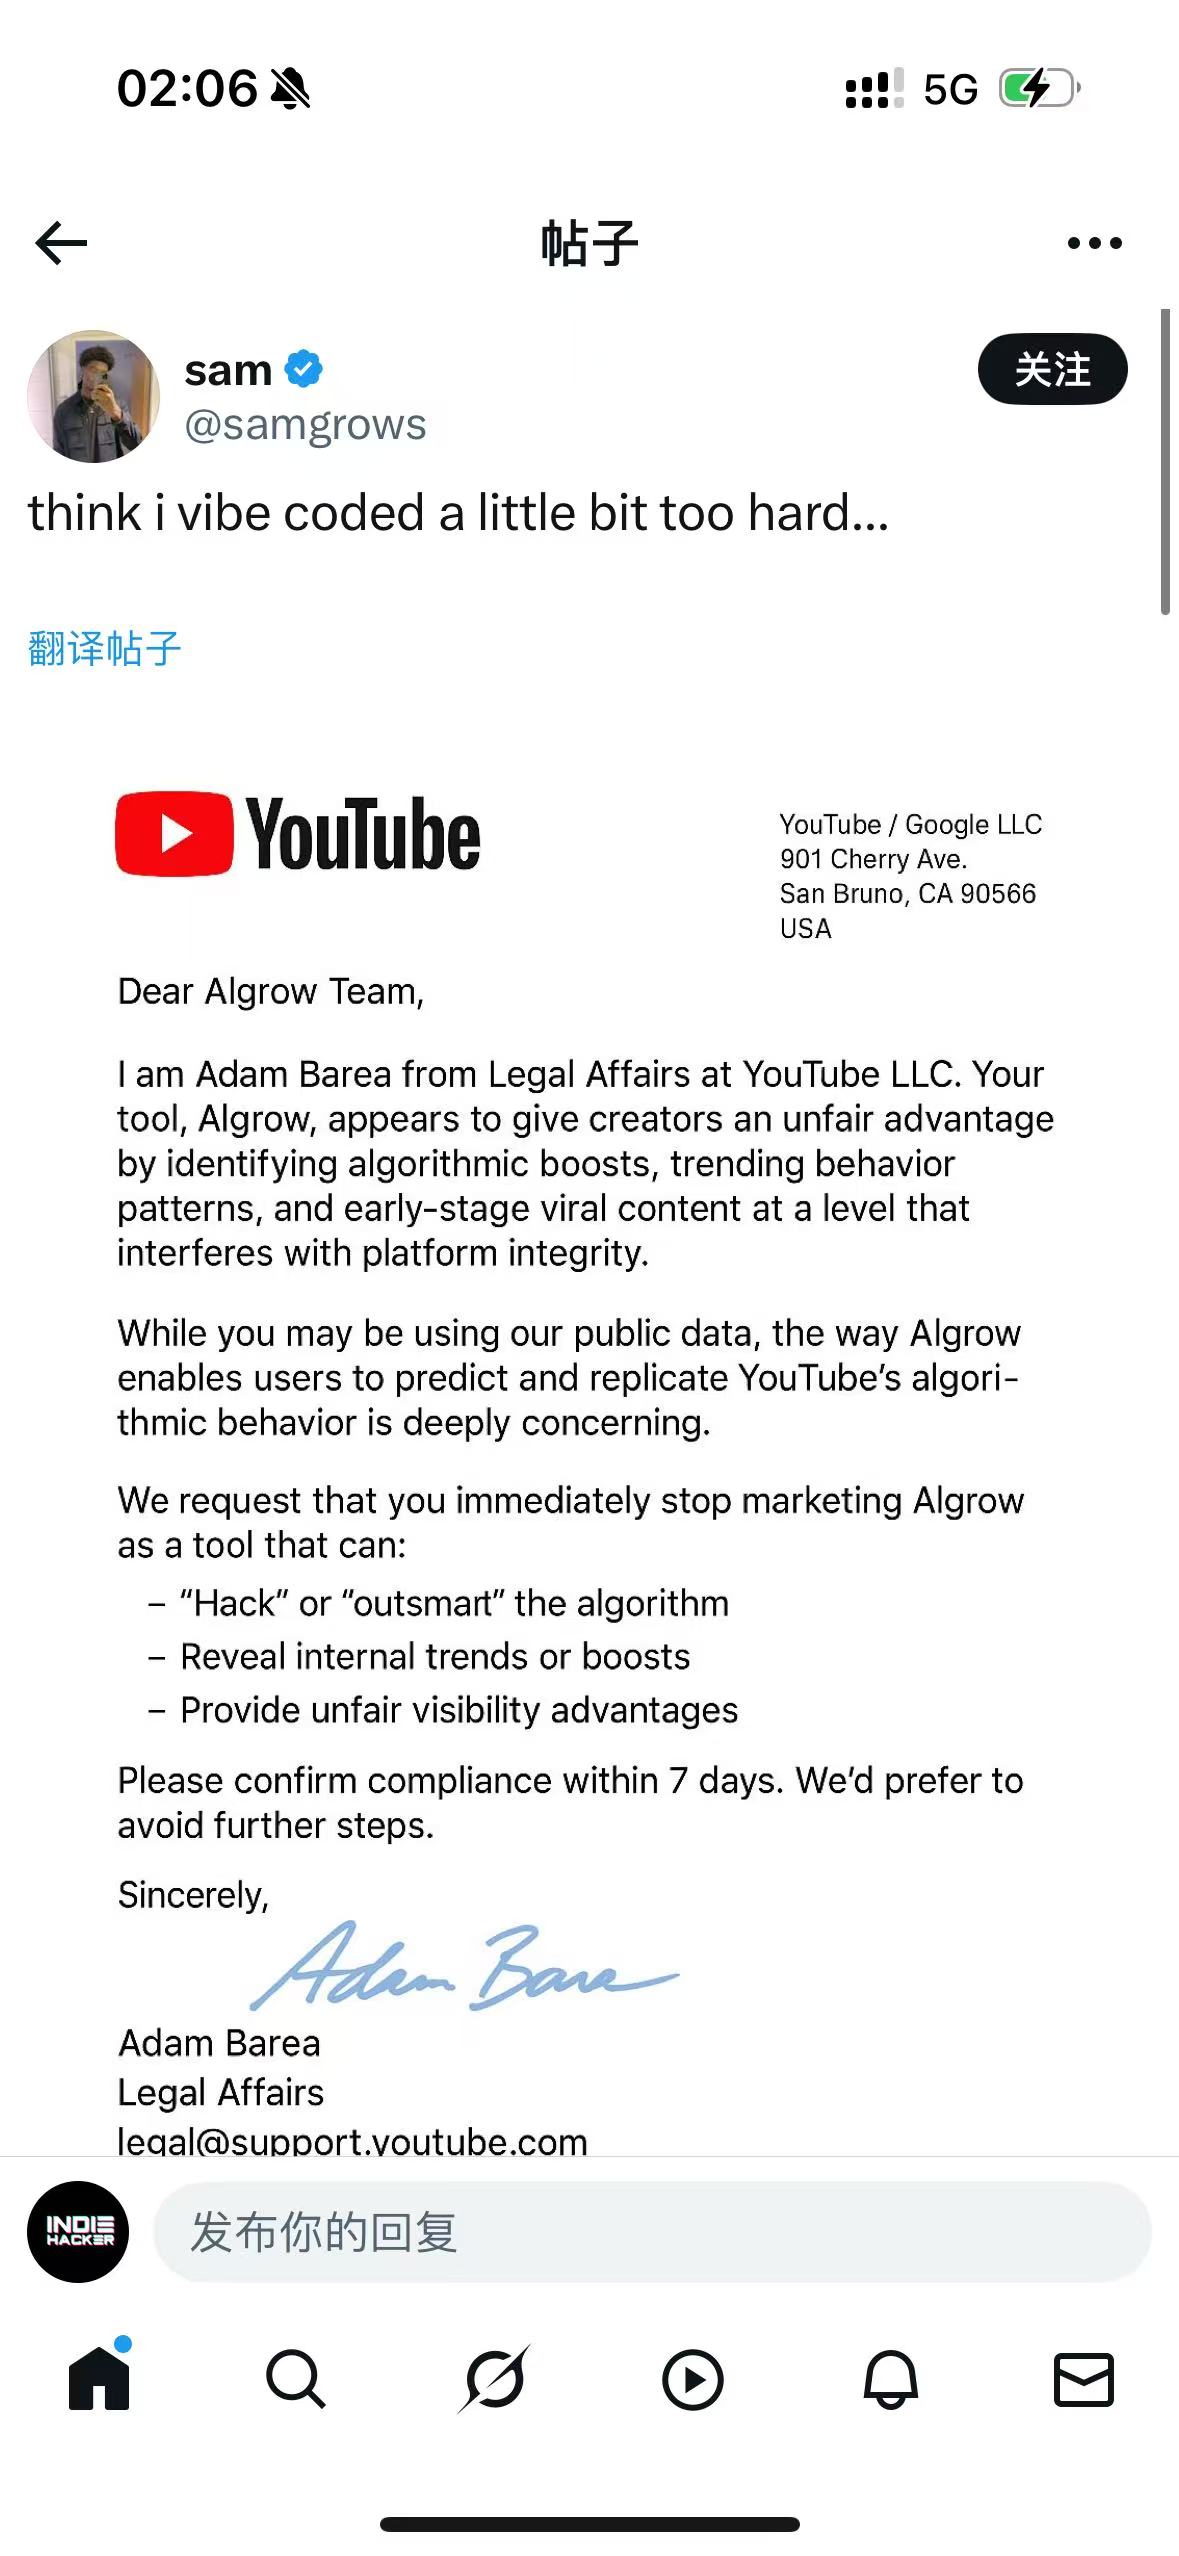 02:06
5G
帖子
sam
@samgrows
关注
think i vibe coded a little bit too hard...
翻译帖子
YouTube
YouTube / Google LLC
901 Cherry Ave.
San Bruno, CA 90566
USA
Dear Algrow Team,
I am Adam Barea from Legal Affairs at YouTube LLC. Your
tool, Algrow, appears to give creators an unfair advantage
by identifying algorithmic boosts, trending behavior
patterns, and early-stage viral content at a level that
interferes with platform integrity.
While you may be using our public data, the way Algrow
enables users to predict and replicate YouTube’s algori-
thmic behavior is deeply concerning.
We request that you immediately stop marketing Algrow
as a tool that can:
– “Hack” or “outsmart” the algorithm
– Reveal internal trends or boosts
– Provide unfair visibility advantages
Please confirm compliance within 7 days. We’d prefer to
avoid further steps.
Sincerely,
Adam Barea
Adam Barea
Legal Affairs
legal@support.youtube.com
INDIE
HACKER
发布你的回复